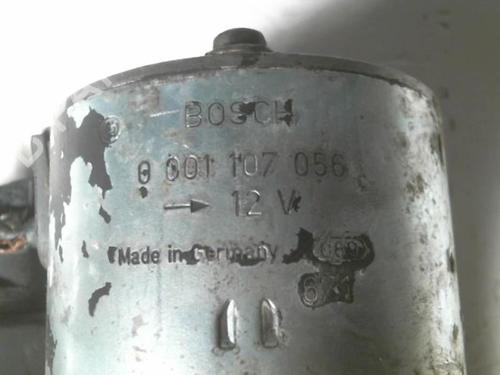 BOSCH
0 001 107 056
→ 12 V
Made in Germany